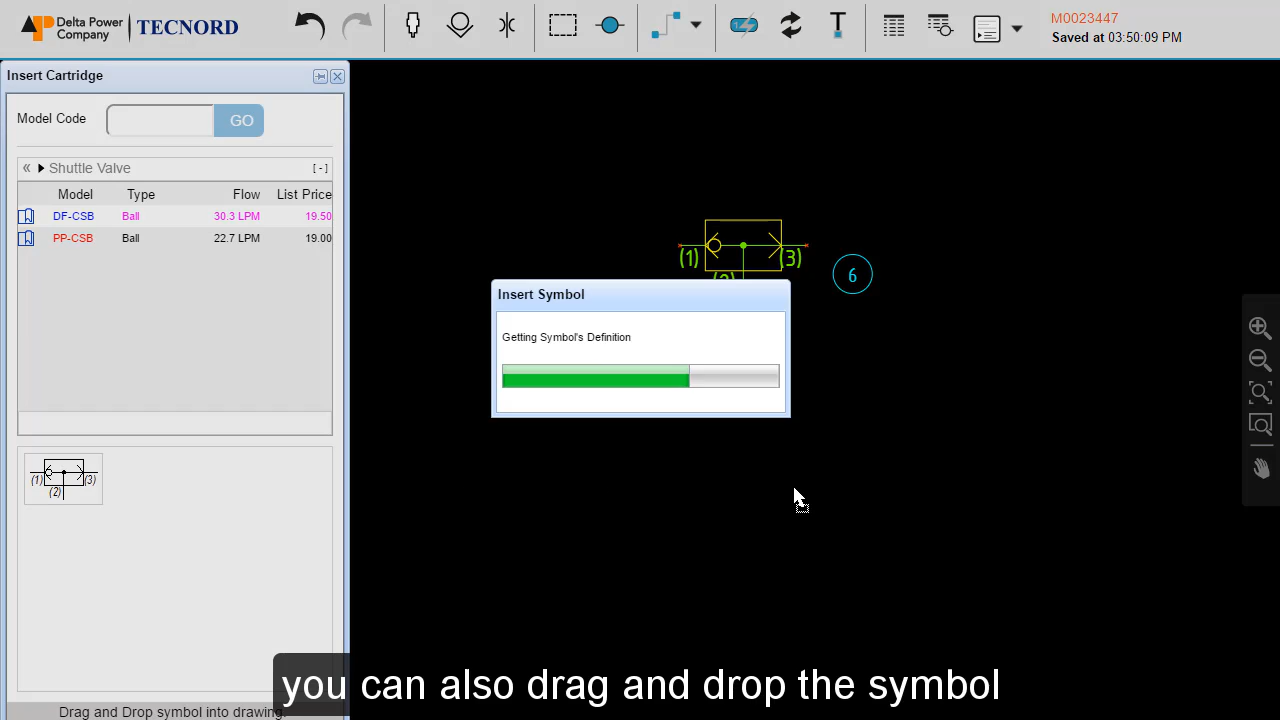 Delta Power
Company
TECNORD
M0023447
Saved at 03:50:09 PM
Insert Cartridge
Model Code
GO
« Shuttle Valve [-]
Model Type Flow List Price
DF-CSB Ball 30.3 LPM 19.50
PP-CSB Ball 22.7 LPM 19.00
(1) (3)
(2)
(1) (3)
(2)
6
Insert Symbol
Getting Symbol's Definition
you can also drag and drop the symbol
Drag and Drop symbol into drawing.